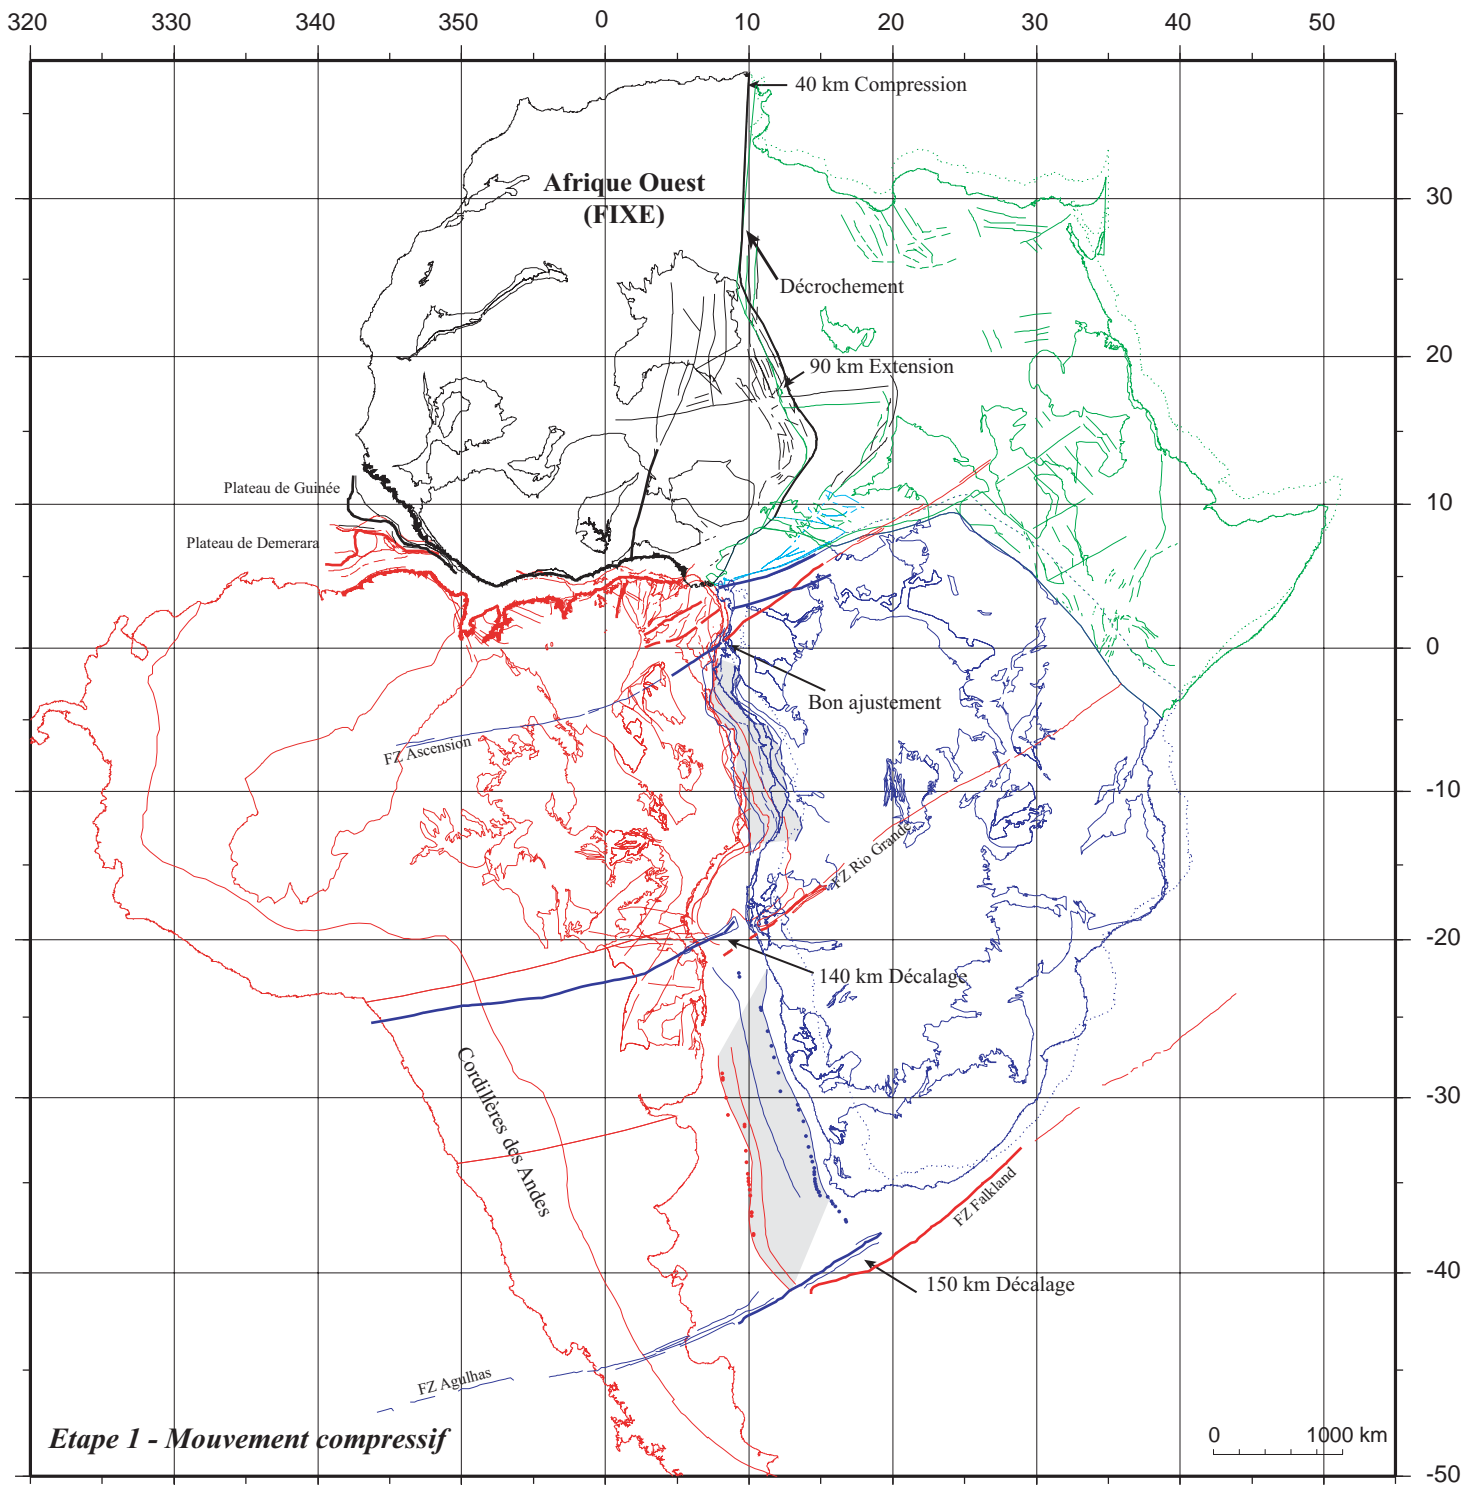 320 330 340 350 0 10 20 30 40 50
40 km Compression
Afrique Ouest
(FIXE)
30
Décrochement
20
90 km Extension
Plateau de Guinée
10
Plateau de Demerara
0
Bon ajustement
FZ Ascension
-10
FZ Rio Grande
-20
140 km Décalage
Cordillères des Andes
-30
FZ Falkland
-40
150 km Décalage
FZ Agulhas
Etape 1 - Mouvement compressif
0 1000 km
-50